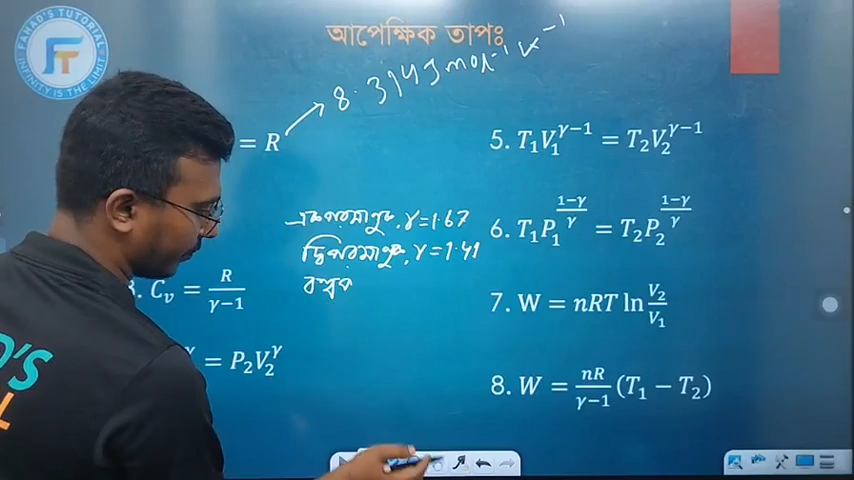 FAHAD'S TUTORIAL
FT
INFINITY IS THE LIMIT
আপেক্ষিক তাপঃ
8.314 J mol⁻¹ K⁻¹
= R
একপরমাণুক, γ = 1.67
দ্বিপরমাণুক, γ = 1.41
বহুপ
3. C_v = R/(γ−1)
γ = P₂V₂^γ
5. T₁V₁^(γ−1) = T₂V₂^(γ−1)
6. T₁P₁^((1−γ)/γ) = T₂P₂^((1−γ)/γ)
7. W = nRT ln V₂/V₁
8. W = nR/(γ−1) (T₁ − T₂)
D'S